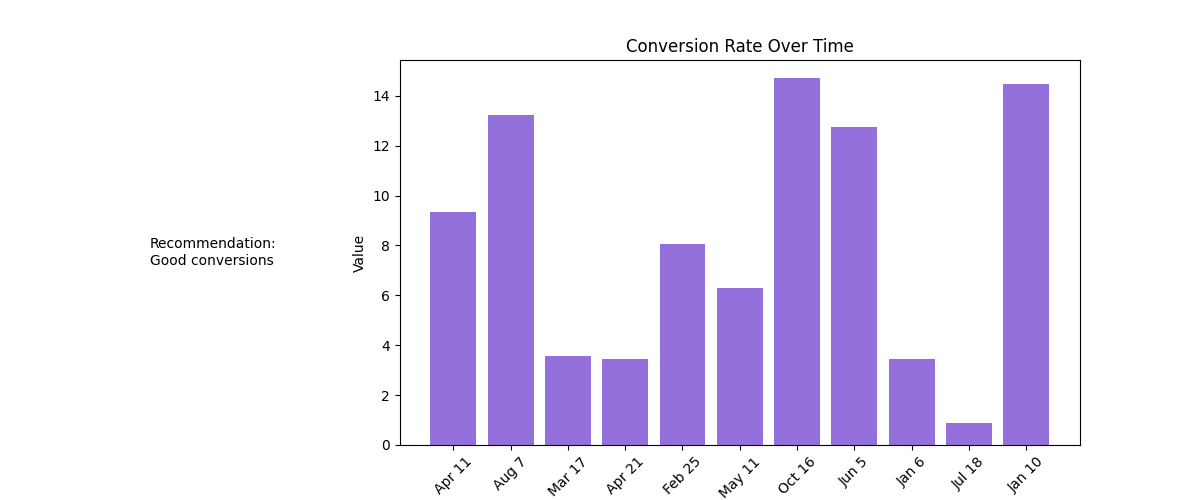 Conversion Rate Over Time
Recommendation:
Good conversions
Value
14
12
10
8
6
4
2
0
Apr 11
Aug 7
Mar 17
Apr 21
Feb 25
May 11
Oct 16
Jun 5
Jan 6
Jul 18
Jan 10